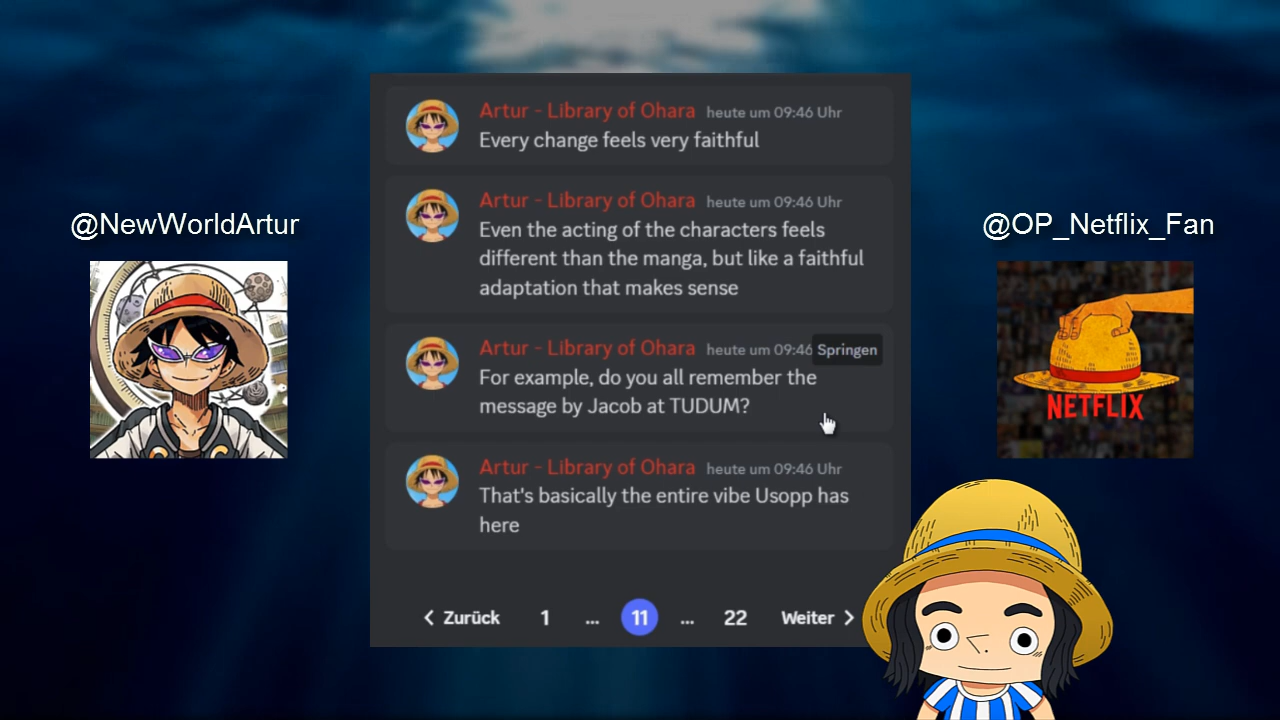 Artur - Library of Ohara heute um 09:46 Uhr
Every change feels very faithful
Artur - Library of Ohara heute um 09:46 Uhr
Even the acting of the characters feels
different than the manga, but like a faithful
adaptation that makes sense
Artur - Library of Ohara heute um 09:46 Springen
For example, do you all remember the
message by Jacob at TUDUM?
Artur - Library of Ohara heute um 09:46 Uhr
That's basically the entire vibe Usopp has
here
Zurück 1 ... 11 ... 22 Weiter
@NewWorldArtur
@OP_Netflix_Fan
NETFLIX